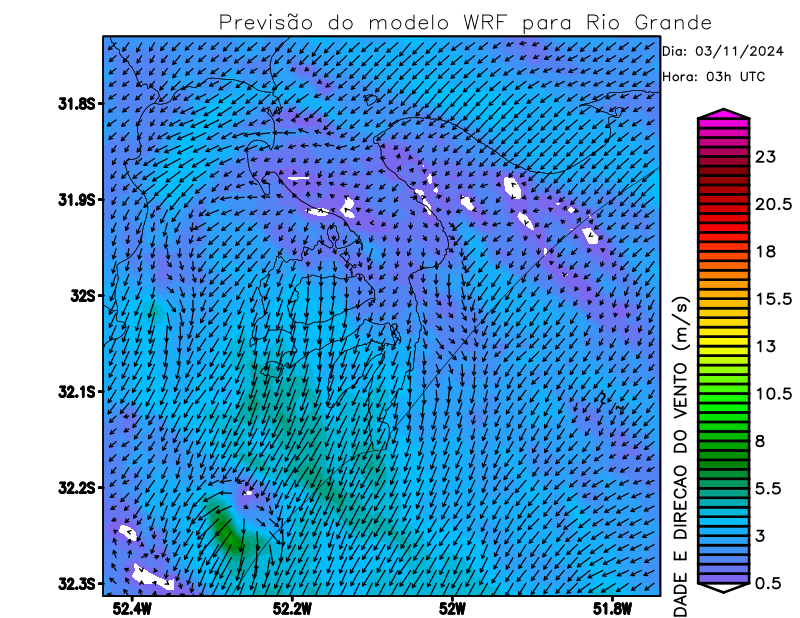 Previsão do modelo WRF para Rio Grande
Dia: 03/11/2024
Hora: 03h UTC
31.8S
31.9S
32S
32.1S
32.2S
32.3S
52.4W
52.2W
52W
51.8W
23
20.5
18
15.5
13
10.5
8
5.5
3
0.5
DADE E DIRECAO DO VENTO (m/s)